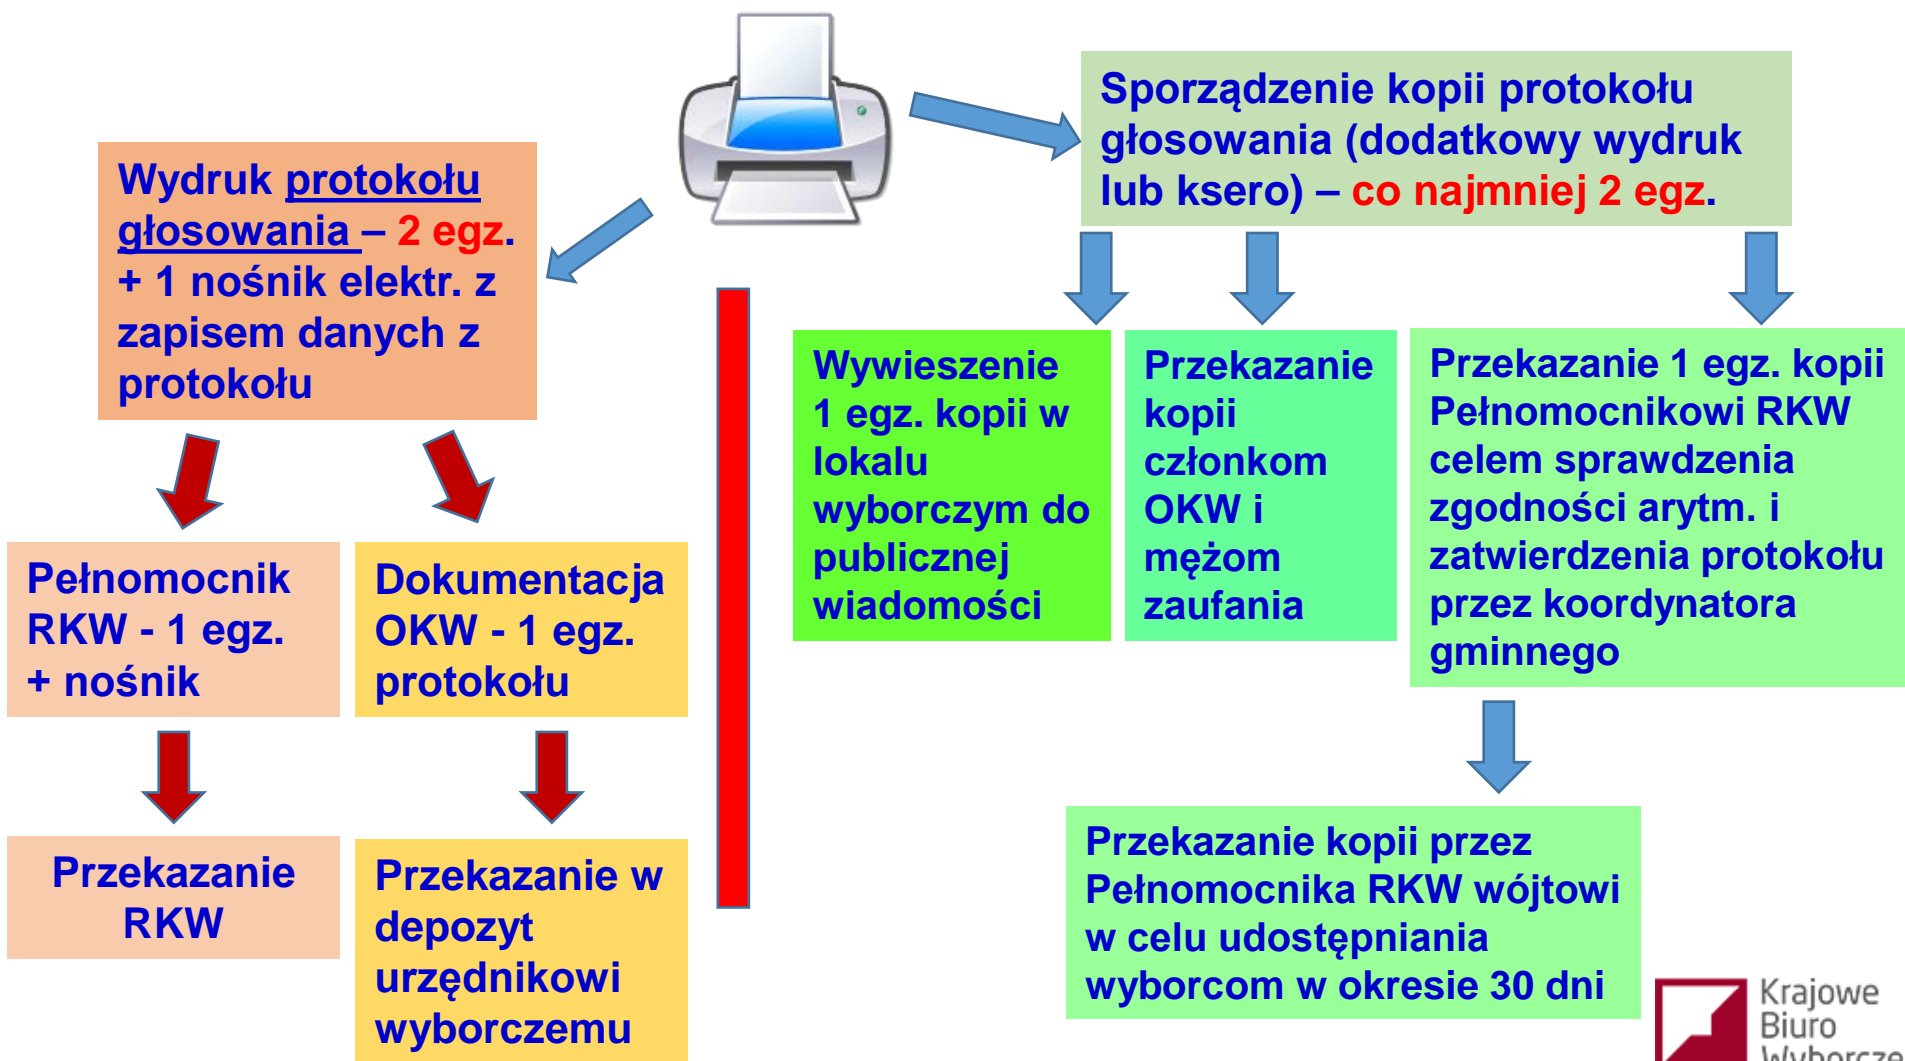 Sporządzenie kopii protokołu
głosowania (dodatkowy wydruk
lub ksero) – co najmniej 2 egz.
Wydruk protokołu
głosowania – 2 egz.
+ 1 nośnik elektr. z
zapisem danych z
protokołu
Wywieszenie
1 egz. kopii w
lokalu
wyborczym do
publicznej
wiadomości
Przekazanie
kopii
członkom
OKW i
mężom
zaufania
Przekazanie 1 egz. kopii
Pełnomocnikowi RKW
celem sprawdzenia
zgodności arytm. i
zatwierdzenia protokołu
przez koordynatora
gminnego
Pełnomocnik
RKW - 1 egz.
+ nośnik
Dokumentacja
OKW - 1 egz.
protokołu
Przekazanie
RKW
Przekazanie w
depozyt
urzędnikowi
wyborczemu
Przekazanie kopii przez
Pełnomocnika RKW wójtowi
w celu udostępniania
wyborcom w okresie 30 dni
Krajowe
Biuro
Wyborcze